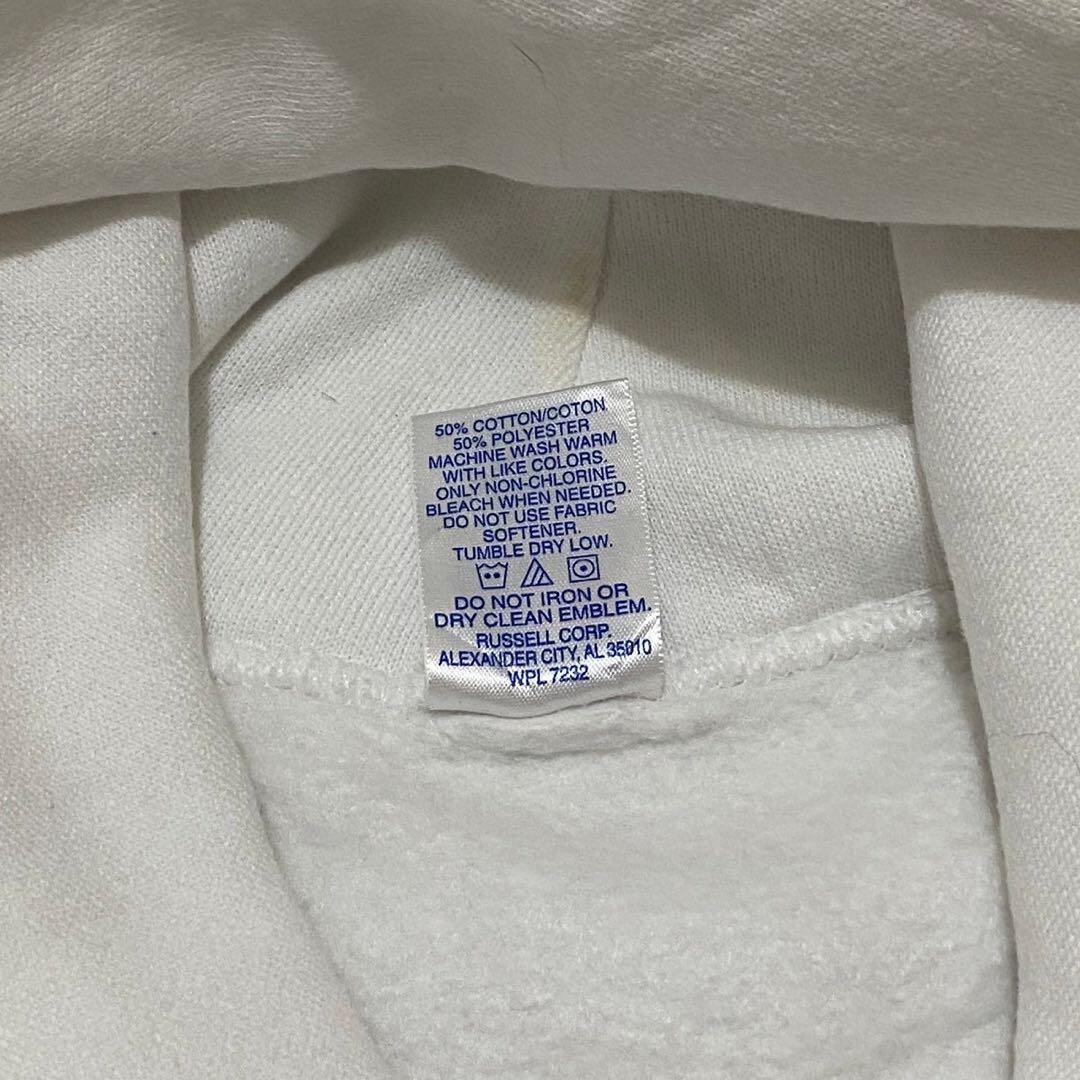 50% COTTON/COTON
50% POLYESTER
MACHINE WASH WARM
WITH LIKE COLORS.
ONLY NON-CHLORINE
BLEACH WHEN NEEDED.
DO NOT USE FABRIC
SOFTENER.
TUMBLE DRY LOW.
DO NOT IRON OR
DRY CLEAN EMBLEM.
RUSSELL CORP.
ALEXANDER CITY, AL 35010
WPL 7232